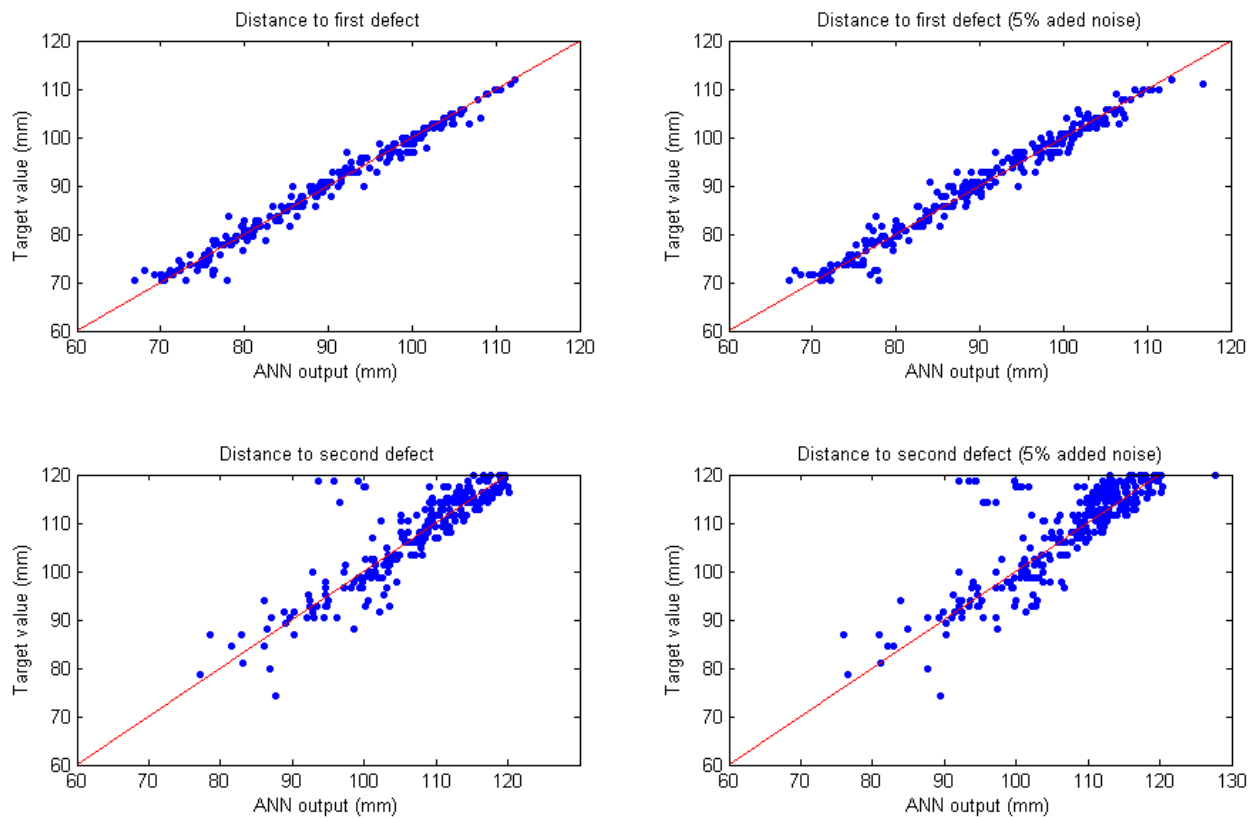 Distance to first defect
120
110
100
90
80
70
60
Target value (mm)
60 70 80 90 100 110 120
ANN output (mm)
Distance to first defect (5% aded noise)
120
110
100
90
80
70
60
Target value (mm)
60 70 80 90 100 110 120
ANN output (mm)
Distance to second defect
120
110
100
90
80
70
60
Target value (mm)
60 70 80 90 100 110 120
ANN output (mm)
Distance to second defect (5% added noise)
120
110
100
90
80
70
60
Target value (mm)
60 70 80 90 100 110 120 130
ANN output (mm)